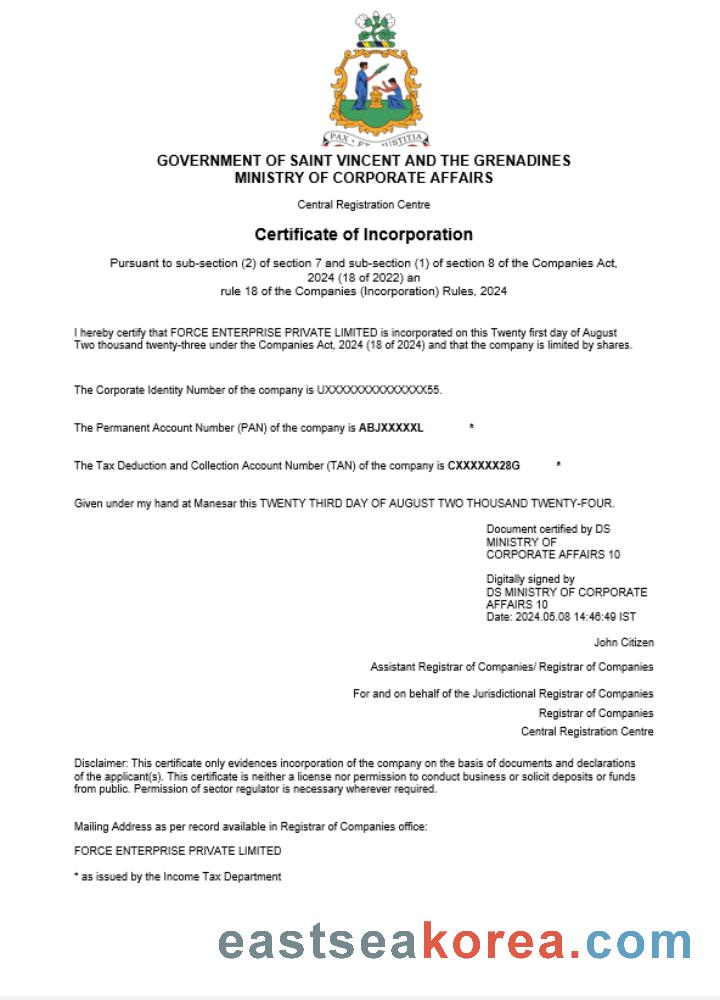 PAX ET JUSTITIA
GOVERNMENT OF SAINT VINCENT AND THE GRENADINES
MINISTRY OF CORPORATE AFFAIRS
Central Registration Centre
Certificate of Incorporation
Pursuant to sub-section (2) of section 7 and sub-section (1) of section 8 of the Companies Act,
2024 (18 of 2022) an
rule 18 of the Companies (Incorporation) Rules, 2024
I hereby certify that FORCE ENTERPRISE PRIVATE LIMITED is incorporated on this Twenty first day of August
Two thousand twenty-three under the Companies Act, 2024 (18 of 2024) and that the company is limited by shares.
The Corporate Identity Number of the company is UXXXXXXXXXXXXXX55.
The Permanent Account Number (PAN) of the company is ABJXXXXXL *
The Tax Deduction and Collection Account Number (TAN) of the company is CXXXXXX28G *
Given under my hand at Manesar this TWENTY THIRD DAY OF AUGUST TWO THOUSAND TWENTY-FOUR.
Document certified by DS
MINISTRY OF
CORPORATE AFFAIRS 10
Digitally signed by
DS MINISTRY OF CORPORATE
AFFAIRS 10
Date: 2024.05.08 14:46:49 IST
John Citizen
Assistant Registrar of Companies/ Registrar of Companies
For and on behalf of the Jurisdictional Registrar of Companies
Registrar of Companies
Central Registration Centre
Disclaimer: This certificate only evidences incorporation of the company on the basis of documents and declarations
of the applicant(s). This certificate is neither a license nor permission to conduct business or solicit deposits or funds
from public. Permission of sector regulator is necessary wherever required.
Mailing Address as per record available in Registrar of Companies office:
FORCE ENTERPRISE PRIVATE LIMITED
* as issued by the Income Tax Department
eastseakorea.com